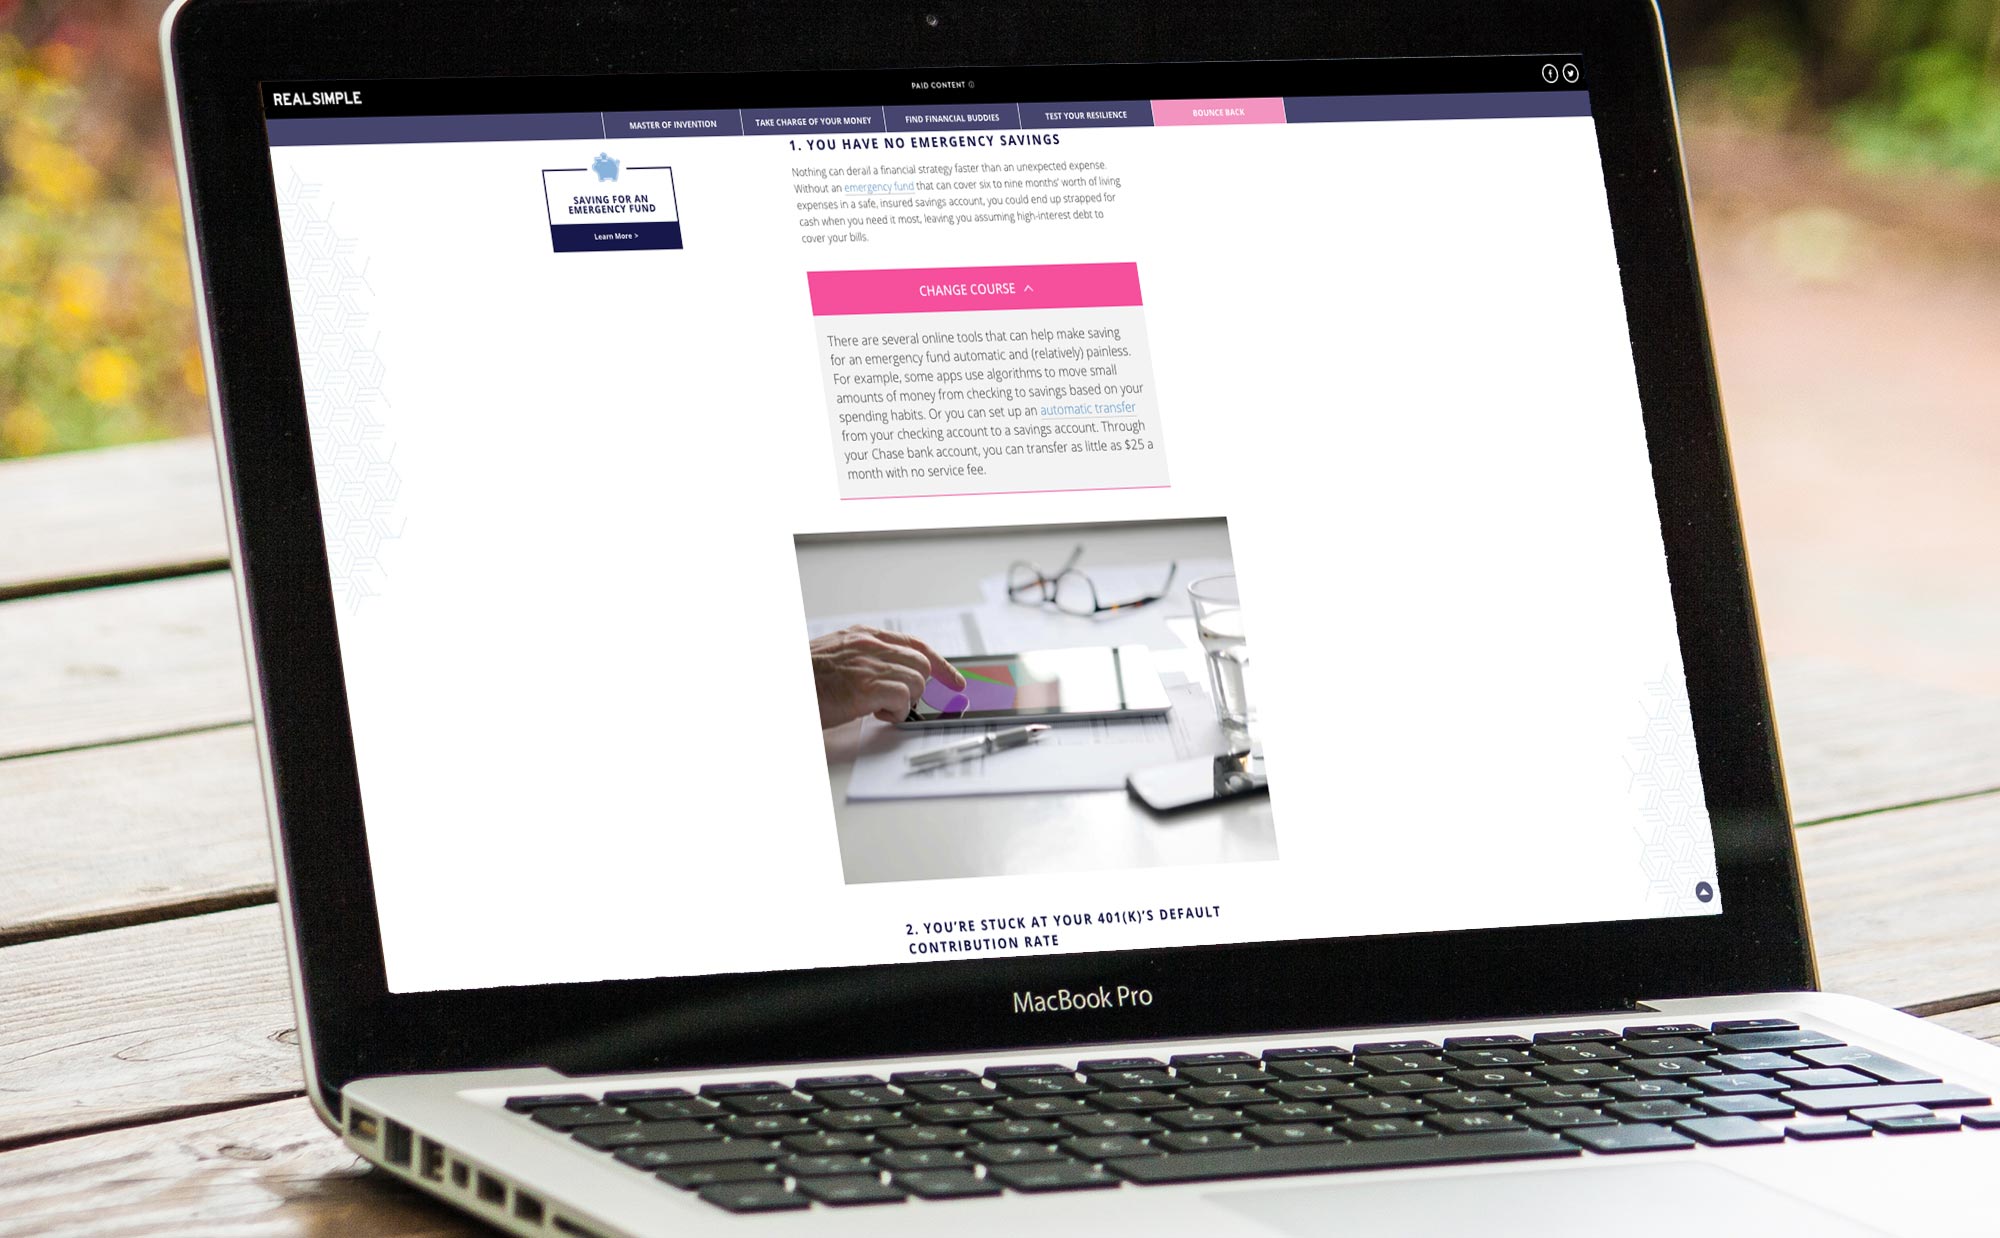 REAL SIMPLE
PAID CONTENT
MASTER OF INVENTION
TAKE CHARGE OF YOUR MONEY
FIND FINANCIAL BUDDIES
TEST YOUR RESILIENCE
BOUNCE BACK
SAVING FOR AN
EMERGENCY FUND
Learn More >
1. YOU HAVE NO EMERGENCY SAVINGS
Nothing can derail a financial strategy faster than an unexpected expense.
Without an emergency fund that can cover six to nine months' worth of living
expenses in a safe, insured savings account, you could end up strapped for
cash when you need it most, leaving you assuming high-interest debt to
cover your bills.
CHANGE COURSE
There are several online tools that can help make saving
for an emergency fund automatic and (relatively) painless.
For example, some apps use algorithms to move small
amounts of money from checking to savings based on your
spending habits. Or you can set up an automatic transfer
from your checking account to a savings account. Through
your Chase bank account, you can transfer as little as $25 a
month with no service fee.
2. YOU'RE STUCK AT YOUR 401(K)'S DEFAULT
CONTRIBUTION RATE
MacBook Pro